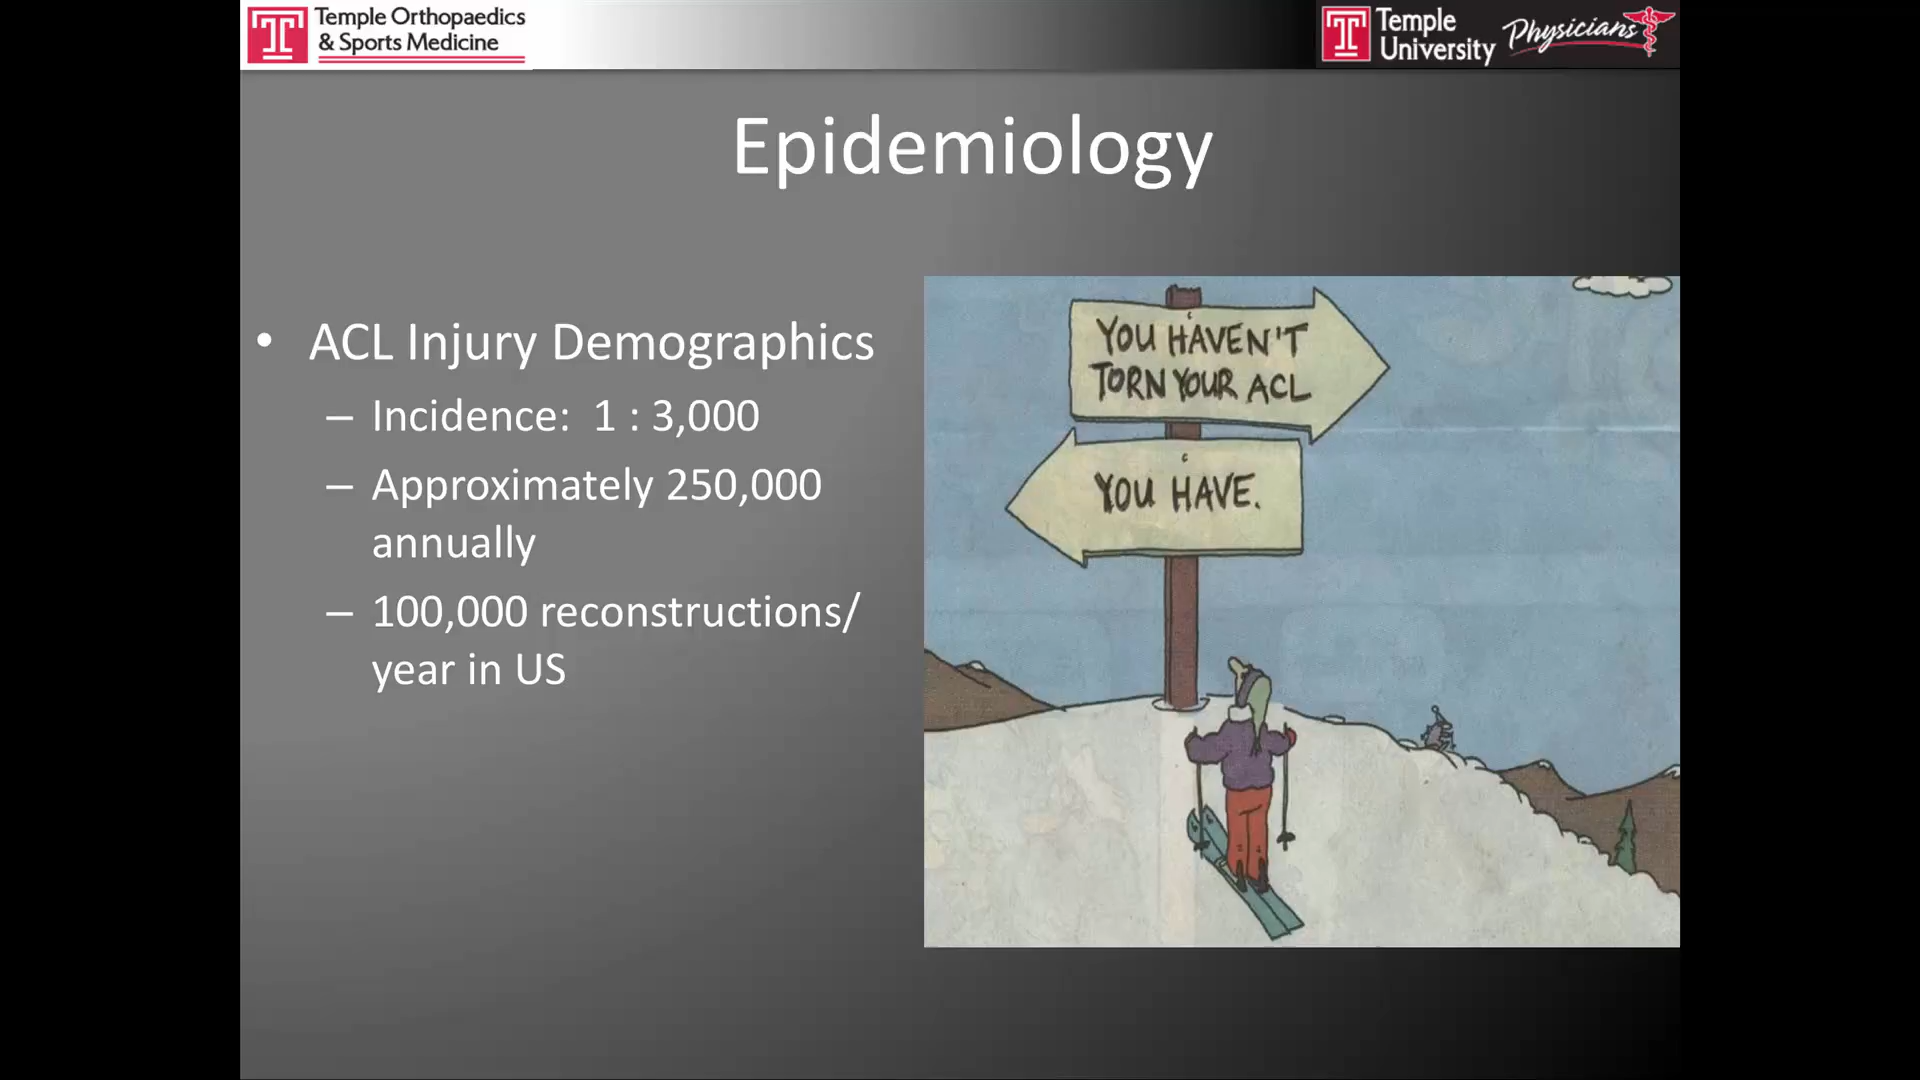 Temple Orthopaedics
& Sports Medicine
Temple
University
Physicians
Epidemiology
• ACL Injury Demographics
– Incidence:  1 : 3,000
– Approximately 250,000
annually
– 100,000 reconstructions/
year in US
YOU HAVEN'T
TORN YOUR ACL
YOU HAVE.